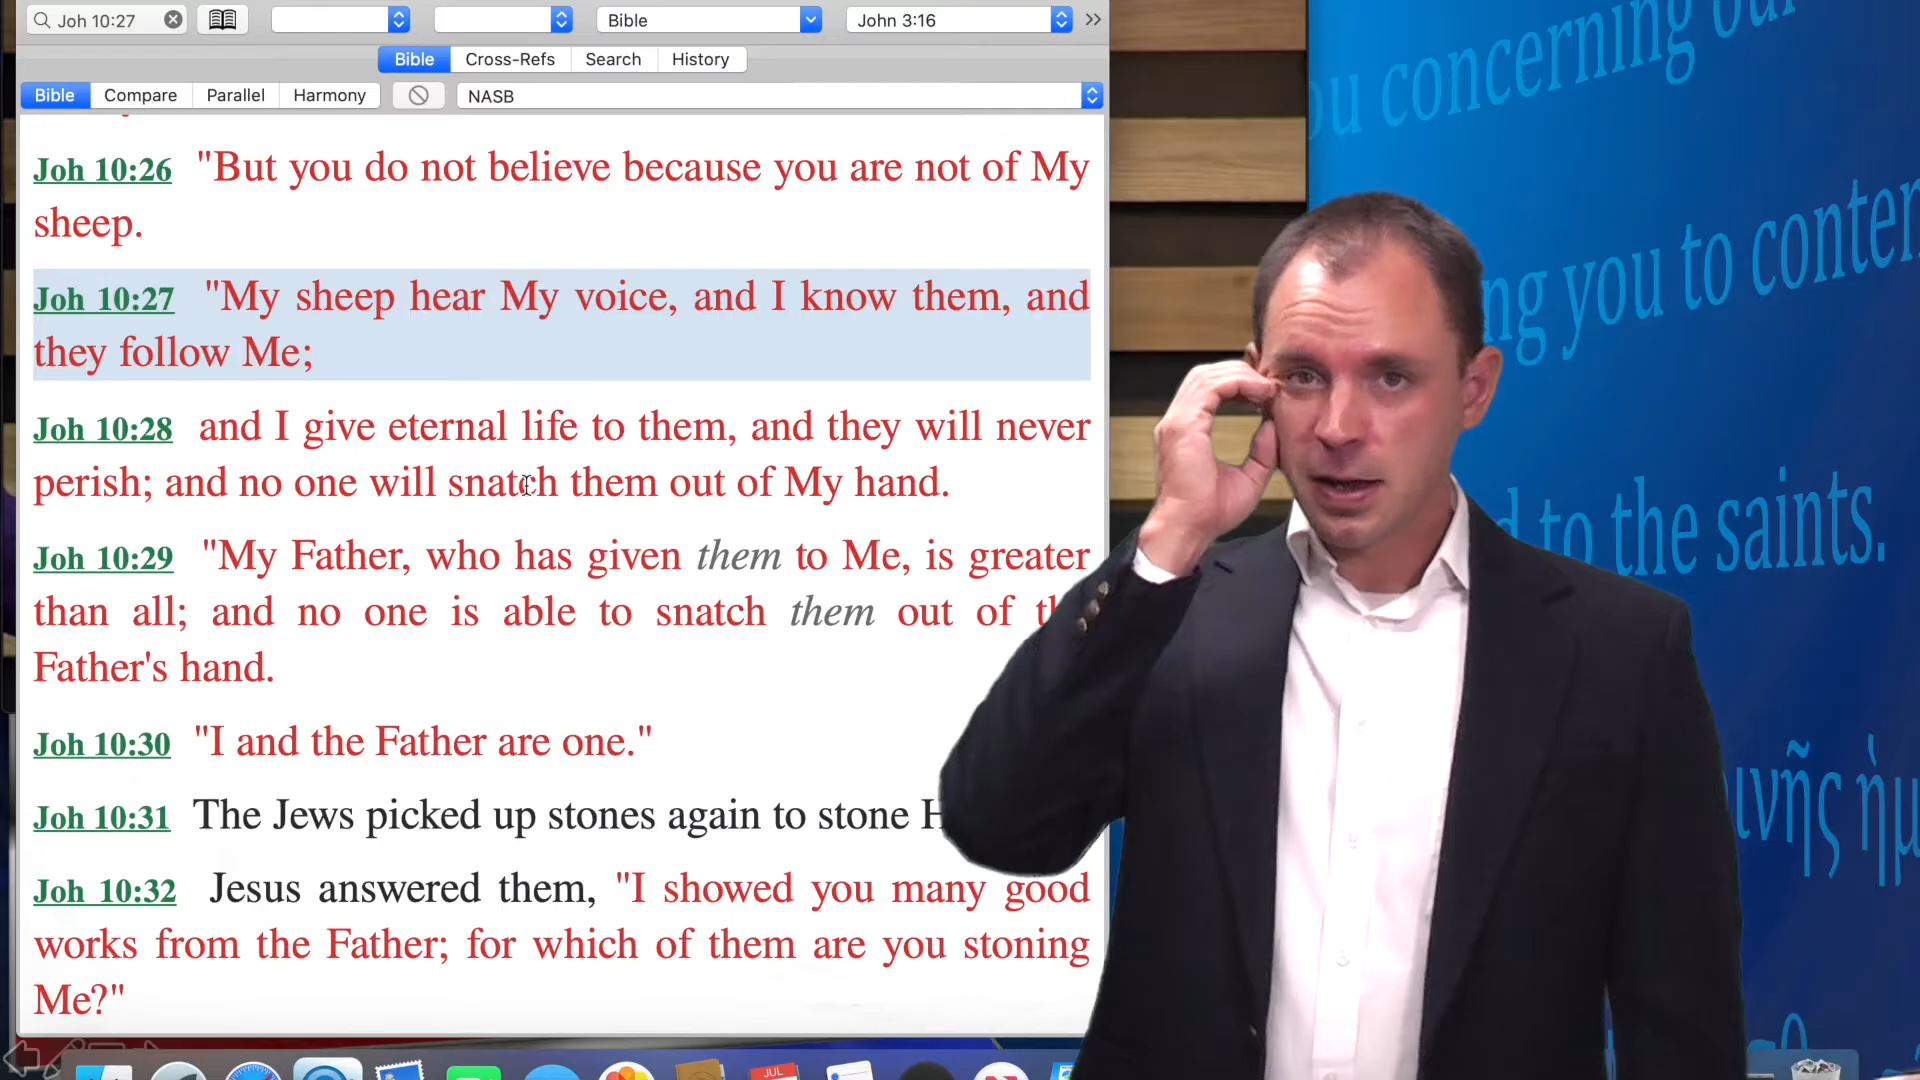 Joh 10:27
Bible
John 3:16
Bible Cross-Refs Search History
Bible Compare Parallel Harmony
NASB
Joh 10:26 "But you do not believe because you are not of My
sheep.
Joh 10:27 "My sheep hear My voice, and I know them, and
they follow Me;
Joh 10:28 and I give eternal life to them, and they will never
perish; and no one will snatch them out of My hand.
Joh 10:29 "My Father, who has given them to Me, is greater
than all; and no one is able to snatch them out of
Father's hand.
Joh 10:30 "I and the Father are one."
Joh 10:31 The Jews picked up stones again to stone
Joh 10:32 Jesus answered them, "I showed you many good
works from the Father; for which of them are you stoning
Me?"
JUL
concerning
you to
to the saints.